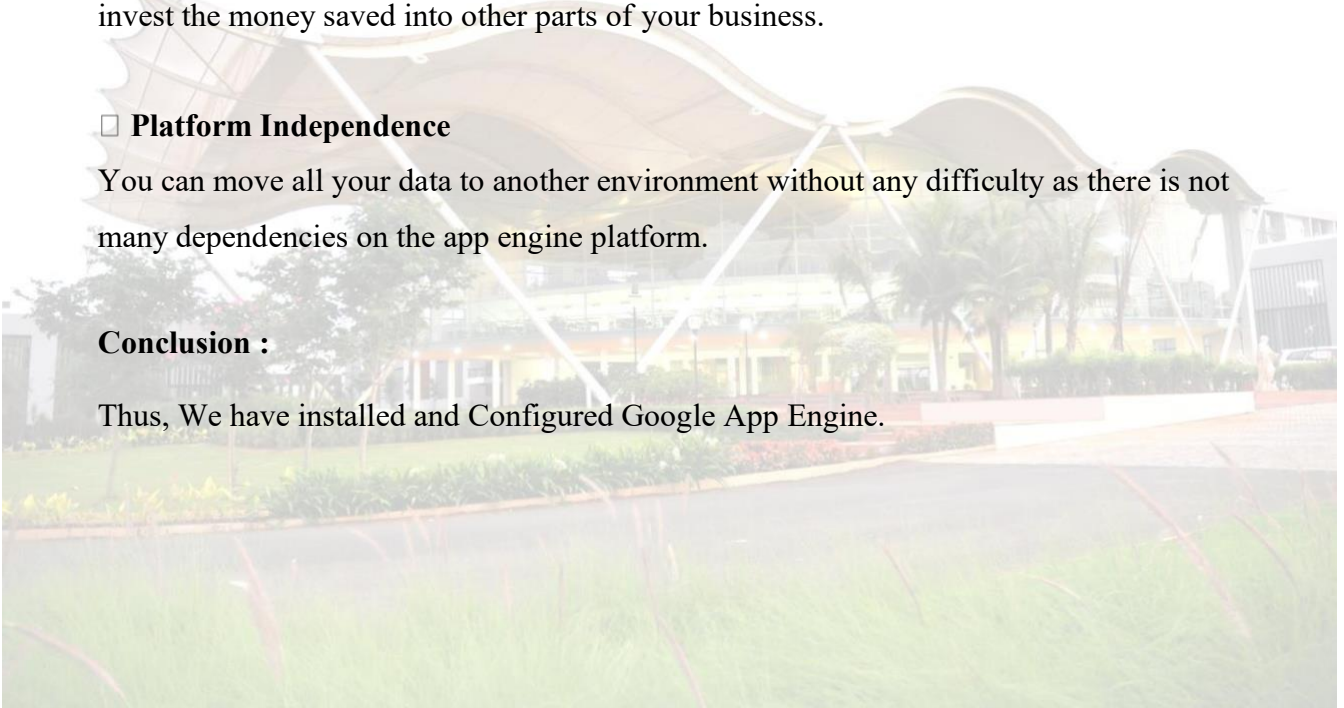 invest the money saved into other parts of your business.
□ Platform Independence
You can move all your data to another environment without any difficulty as there is not
many dependencies on the app engine platform.
Conclusion :
Thus, We have installed and Configured Google App Engine.